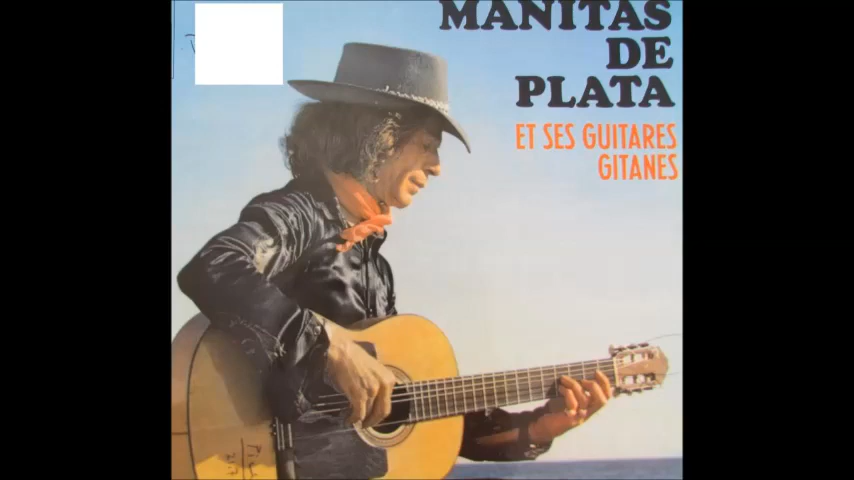 MANITAS
DE
PLATA
ET SES GUITARES
GITANES